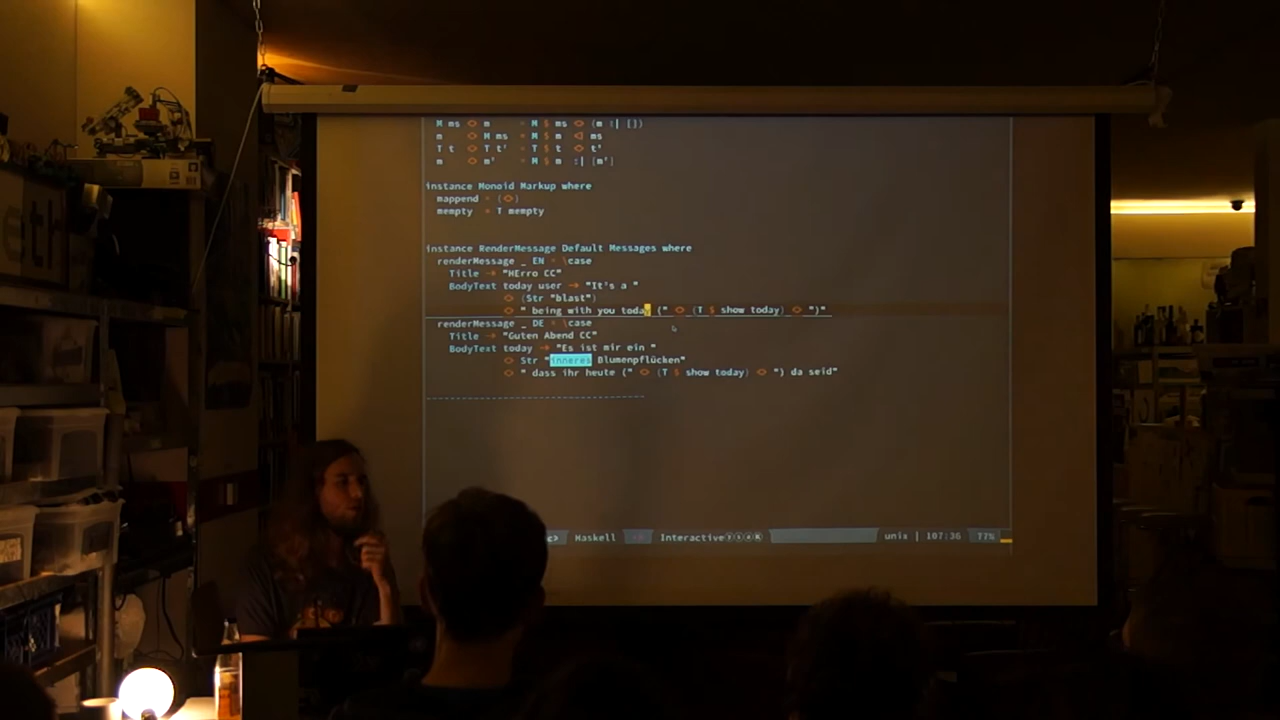 M ms <> m = M $ ms <> (m :| [])
m <> M ms = M $ m <| ms
T t <> T t' = T $ t <> t'
m <> m' = M $ m :| [m']
instance Monoid Markup where
mappend = (<>)
mempty = T mempty
instance RenderMessage Default Messages where
renderMessage _ EN = \case
Title -> "HErro CC"
BodyText today user -> "It's a "
<> (Str "blast")
<> " being with you today (" <> (T $ show today) <> ")"
renderMessage _ DE = \case
Title -> "Guten Abend CC"
BodyText today -> "Es ist mir ein "
<> Str "inneres Blumenpflücken"
<> " dass ihr heute (" <> (T $ show today) <> ") da seid"
Haskell Interactive unix | 107:36 77%
eth